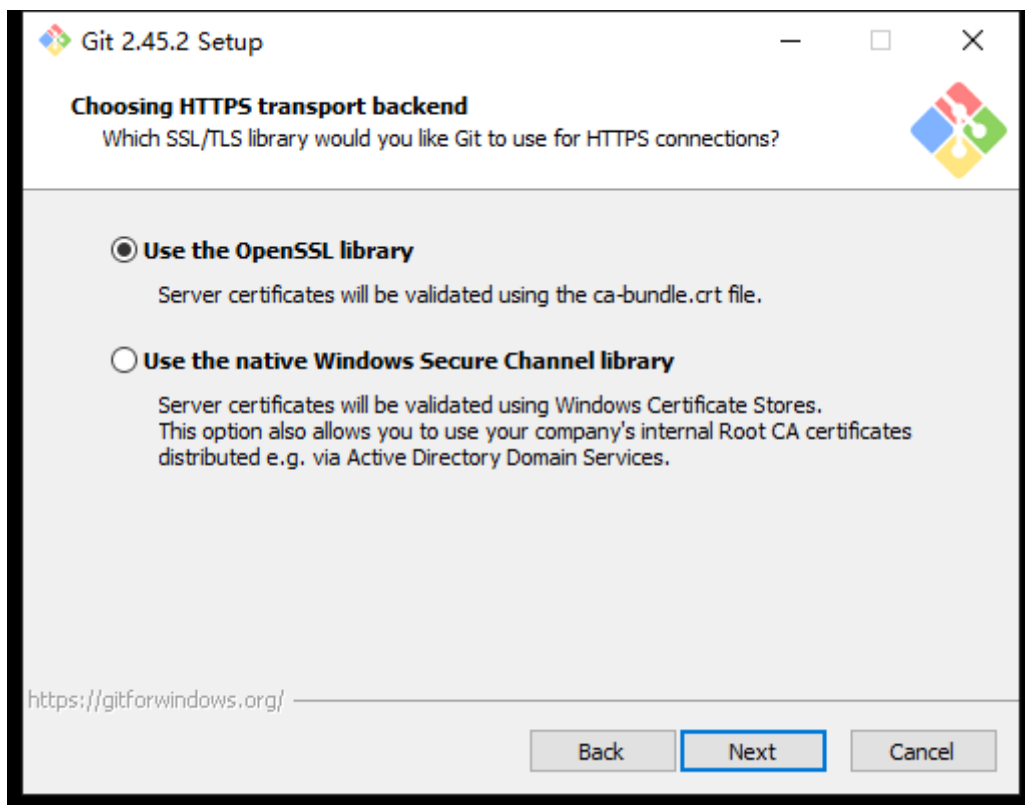 Git 2.45.2 Setup
Choosing HTTPS transport backend
Which SSL/TLS library would you like Git to use for HTTPS connections?
Use the OpenSSL library
Server certificates will be validated using the ca-bundle.crt file.
Use the native Windows Secure Channel library
Server certificates will be validated using Windows Certificate Stores.
This option also allows you to use your company's internal Root CA certificates
distributed e.g. via Active Directory Domain Services.
https://gitforwindows.org/
Back Next Cancel